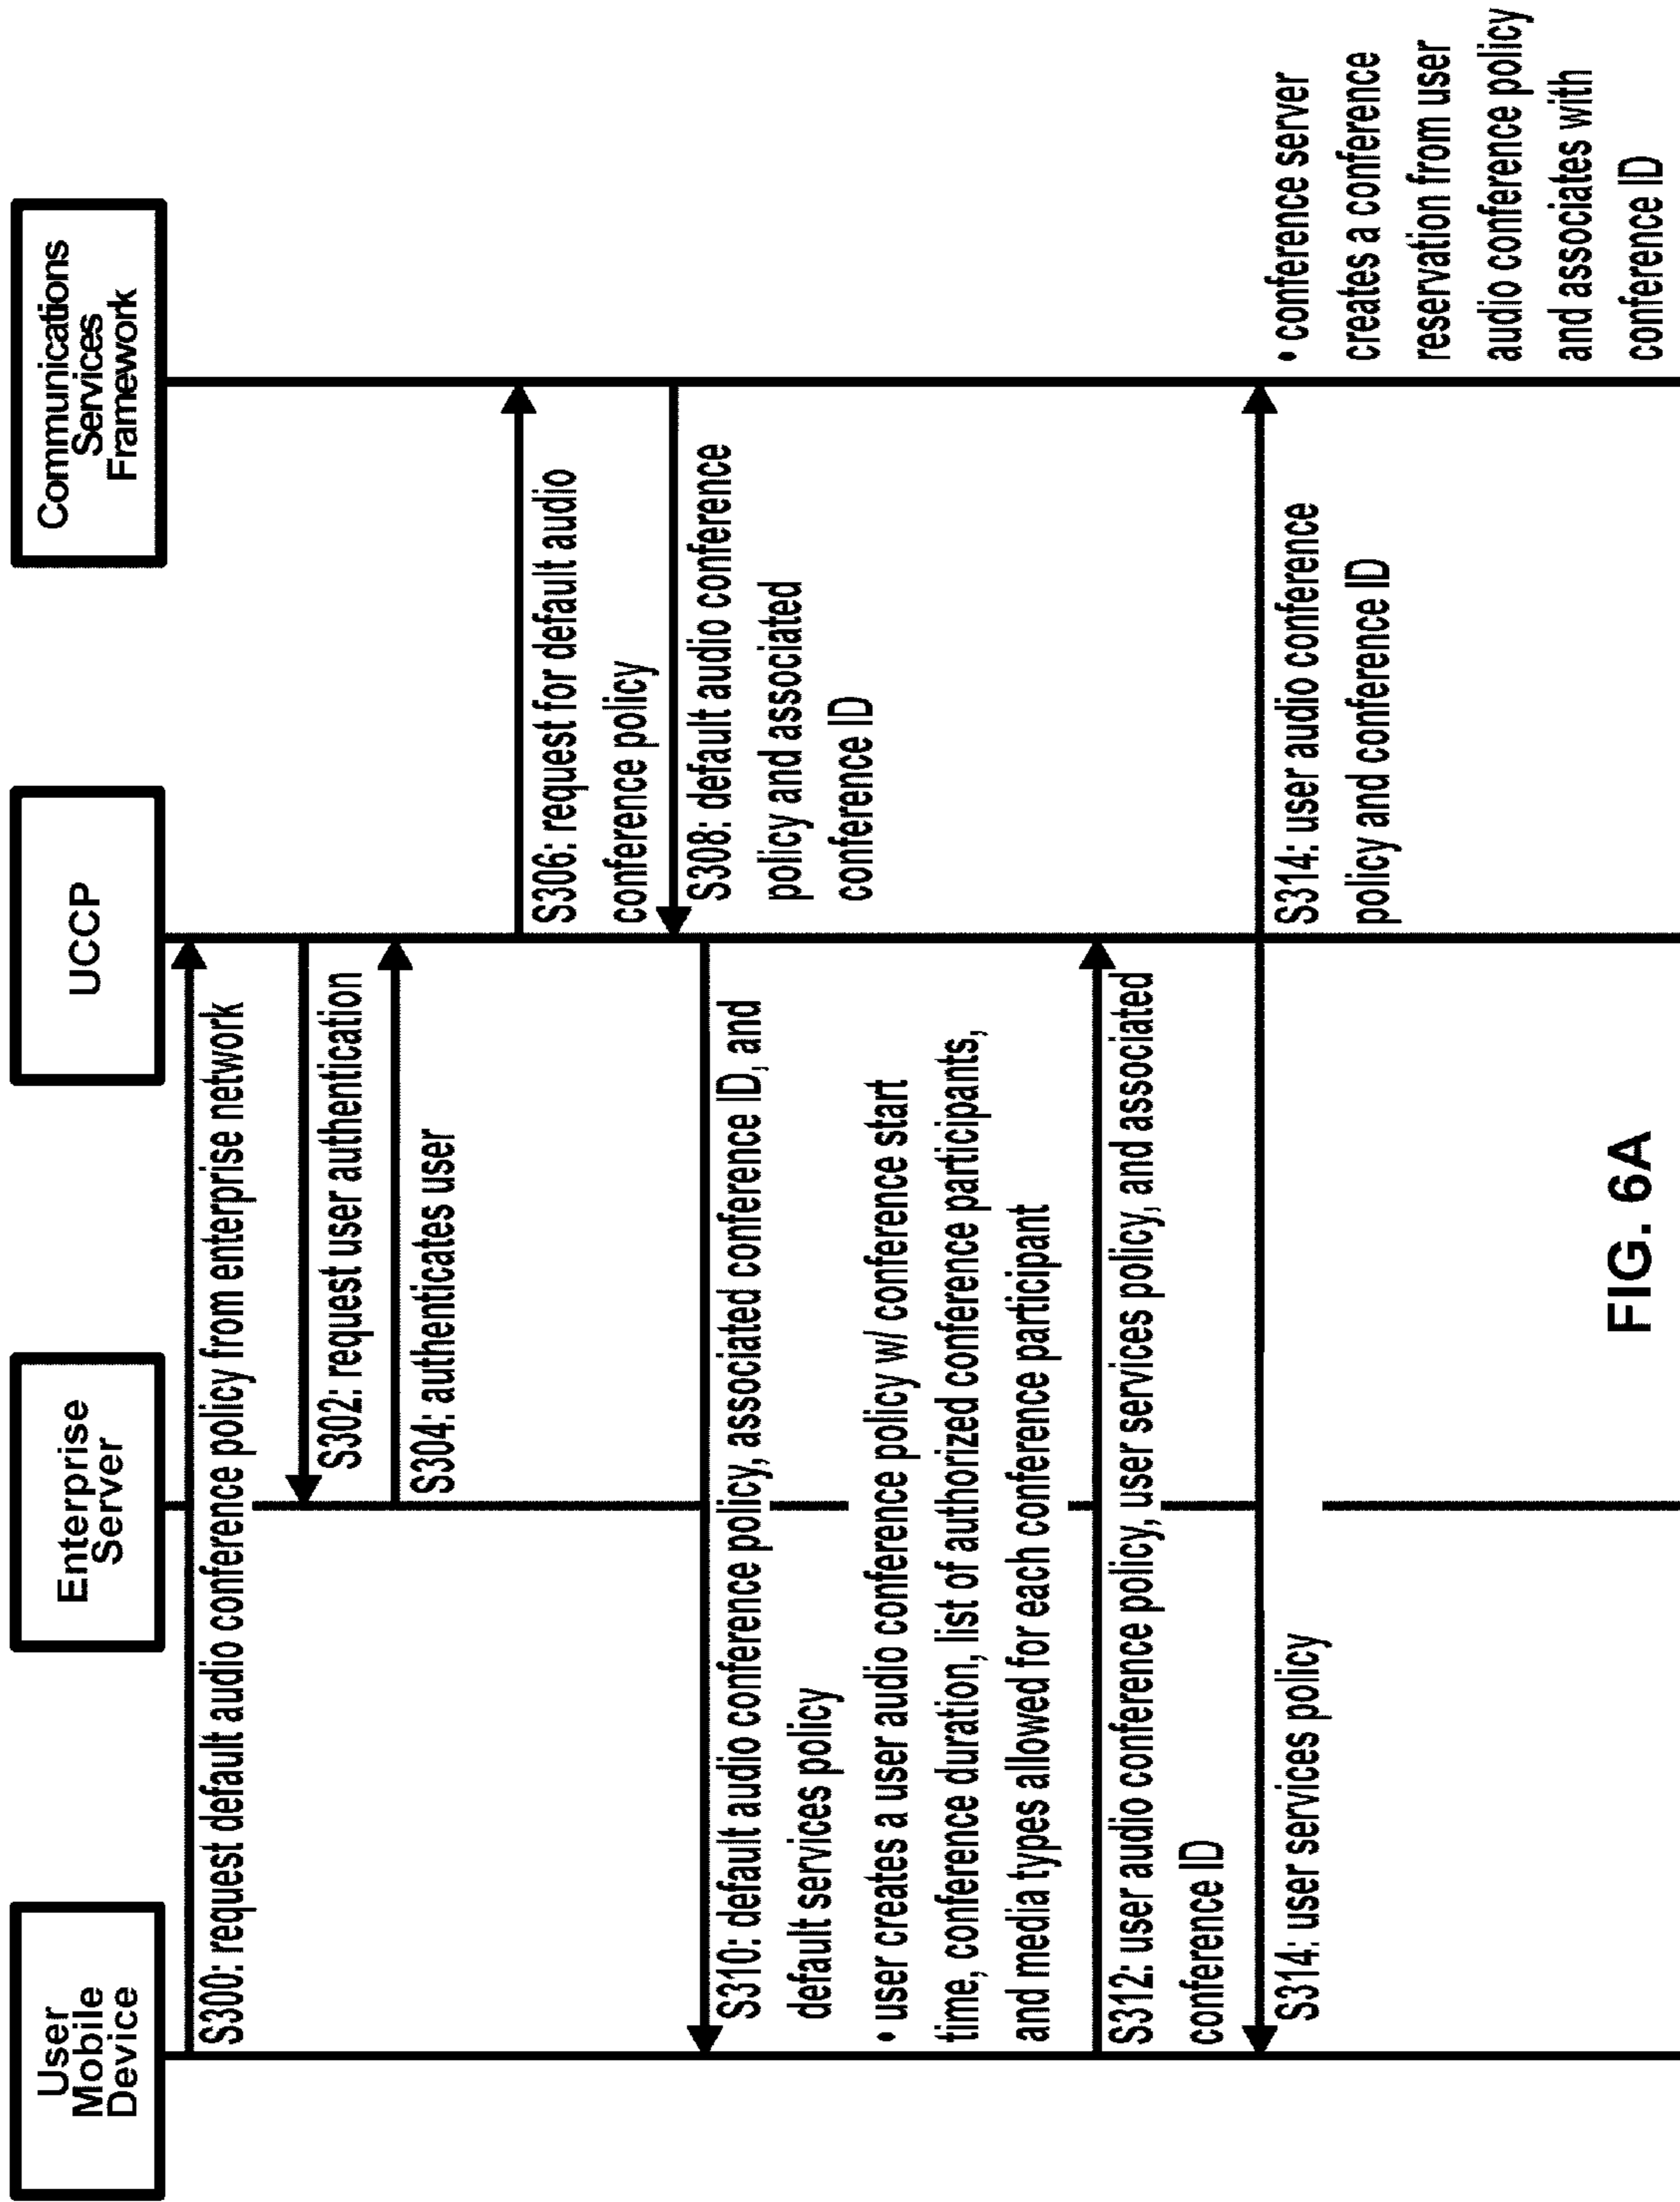 User
Mobile
Device
Enterprise
Server
UCCP
Communications
Services
Framework
S300: request default audio conference policy from enterprise network
S302: request user authentication
S304: authenticates user
S306: request for default audio
conference policy
S308: default audio conference
policy and associated
conference ID
S310: default audio conference policy, associated conference ID, and
default services policy
• user creates a user audio conference policy w/ conference start
time, conference duration, list of authorized conference participants,
and media types allowed for each conference participant
S312: user audio conference policy, user services policy, and associated
conference ID
S314: user services policy
S314: user audio conference
policy and conference ID
• conference server
creates a conference
reservation from user
audio conference policy
and associates with
conference ID
FIG. 6A